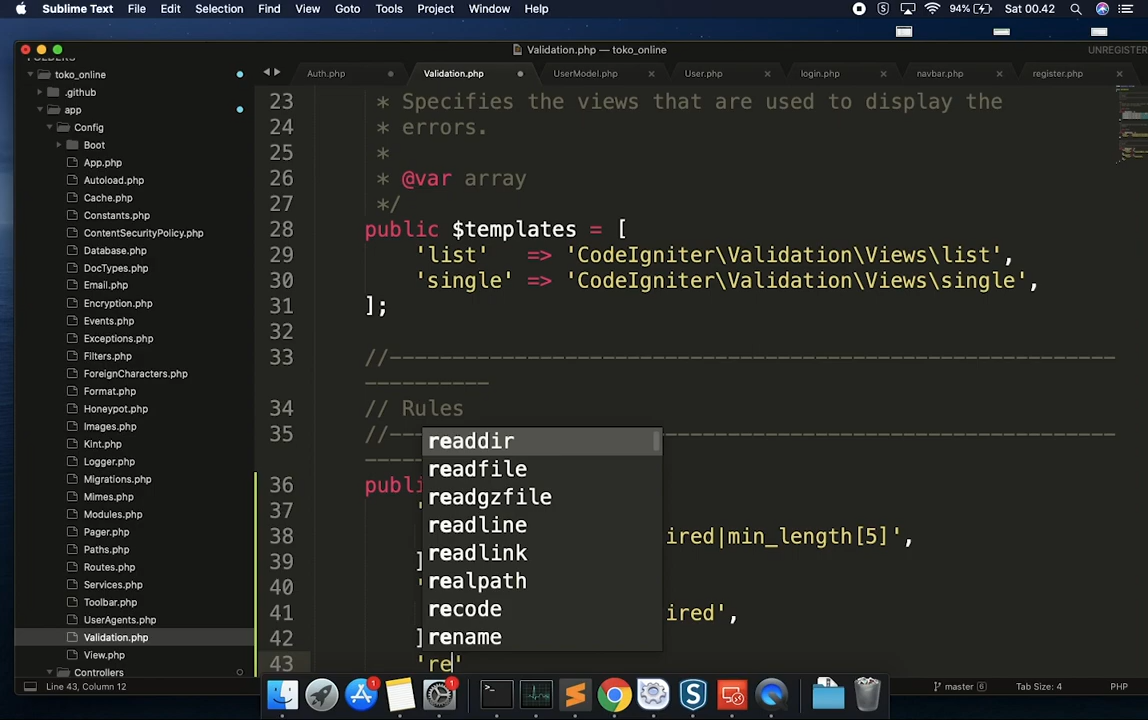 Sublime Text File Edit Selection Find View Goto Tools Project Window Help 94% Sat 00.42
Validation.php — toko_online
UNREGISTER
FOLDERS
toko_online
.github
app
Config
Boot
App.php
Autoload.php
Cache.php
Constants.php
ContentSecurityPolicy.php
Database.php
DocTypes.php
Email.php
Encryption.php
Events.php
Exceptions.php
Filters.php
ForeignCharacters.php
Format.php
Honeypot.php
Images.php
Kint.php
Logger.php
Migrations.php
Mimes.php
Modules.php
Pager.php
Paths.php
Routes.php
Services.php
Toolbar.php
UserAgents.php
Validation.php
View.php
Controllers
Auth.php Validation.php UserModel.php User.php login.php navbar.php register.php
23 * Specifies the views that are used to display the
24 * errors.
25 *
26 * @var array
27 */
28 public $templates = [
29 'list' => 'CodeIgniter\Validation\Views\list',
30 'single' => 'CodeIgniter\Validation\Views\single',
31 ];
32
33 //---------------------------------------------------------
----------
34 // Rules
35 //---------------------------------------------------------
36 publi
37 '
38 ired|min_length[5]',
39 ]
40 '
41 ired',
42 ]
43 're'
readdir
readfile
readgzfile
readline
readlink
realpath
recode
rename
Line 43, Column 12 master 6 Tab Size: 4 PHP
1 1